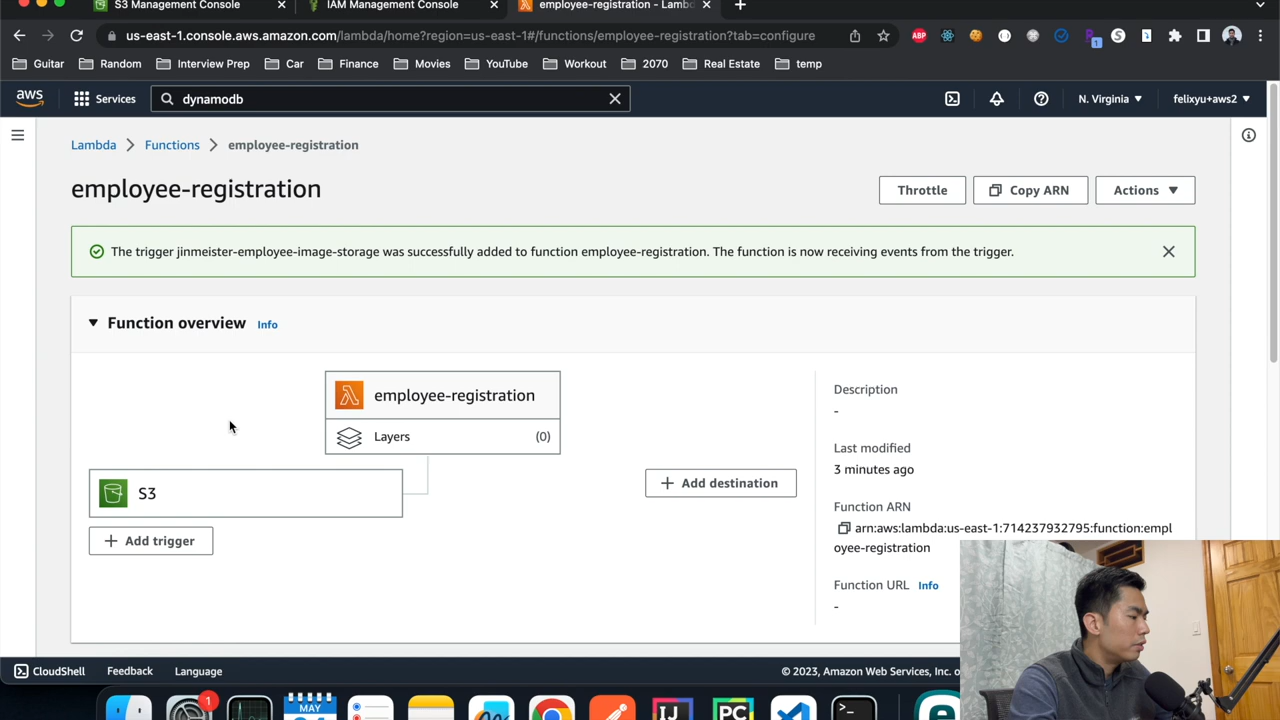 S3 Management Console
IAM Management Console
employee-registration - Lambd
us-east-1.console.aws.amazon.com/lambda/home?region=us-east-1#/functions/employee-registration?tab=configure
ABP
1
Guitar
Random
Interview Prep
Car
Finance
Movies
YouTube
Workout
2070
Real Estate
temp
aws
Services
dynamodb
N. Virginia
felixyu+aws2
Lambda
Functions
employee-registration
employee-registration
Throttle
Copy ARN
Actions
The trigger jinmeister-employee-image-storage was successfully added to function employee-registration. The function is now receiving events from the trigger.
Function overview
Info
employee-registration
Layers
(0)
S3
Add trigger
Add destination
Description
-
Last modified
3 minutes ago
Function ARN
arn:aws:lambda:us-east-1:714237932795:function:empl
oyee-registration
Function URL
Info
-
CloudShell
Feedback
Language
© 2023, Amazon Web Services, Inc. o
1
MAY
IJ
PC